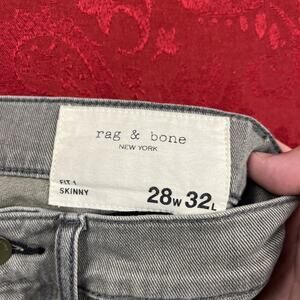 rag & bone
NEW YORK
FIT 1
SKINNY
28W 32L